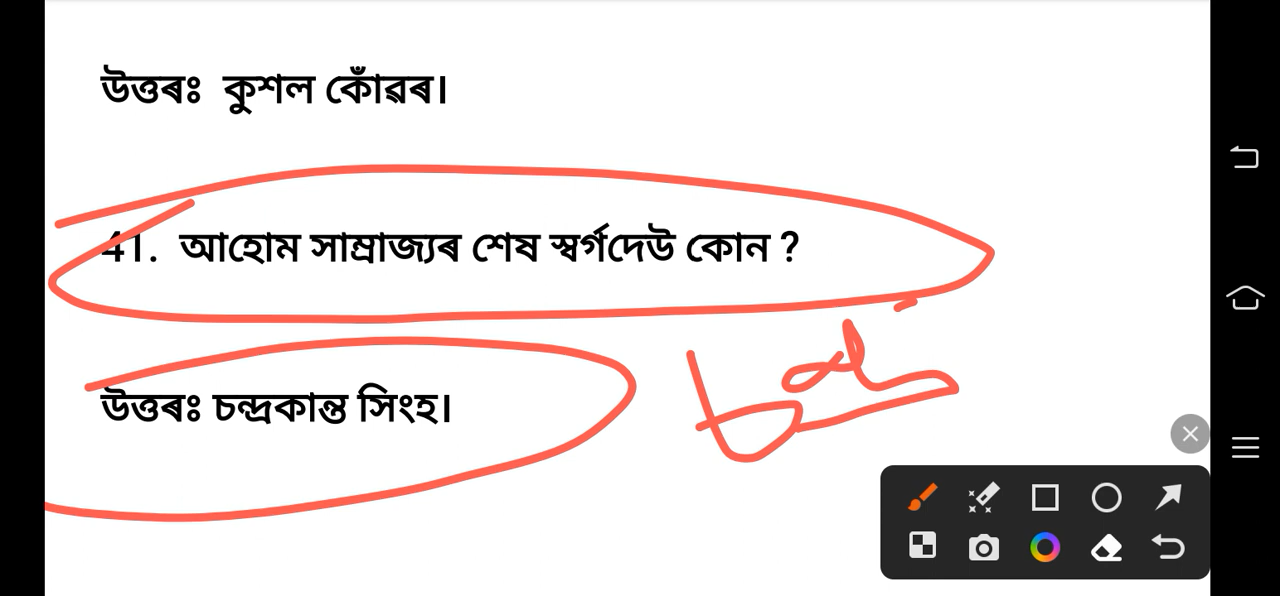 উত্তৰঃ কুশল কোঁৱৰ।
41. আহোম সাম্ৰাজ্যৰ শেষ স্বৰ্গদেউ কোন ?
উত্তৰঃ চন্দ্ৰকান্ত সিংহ।